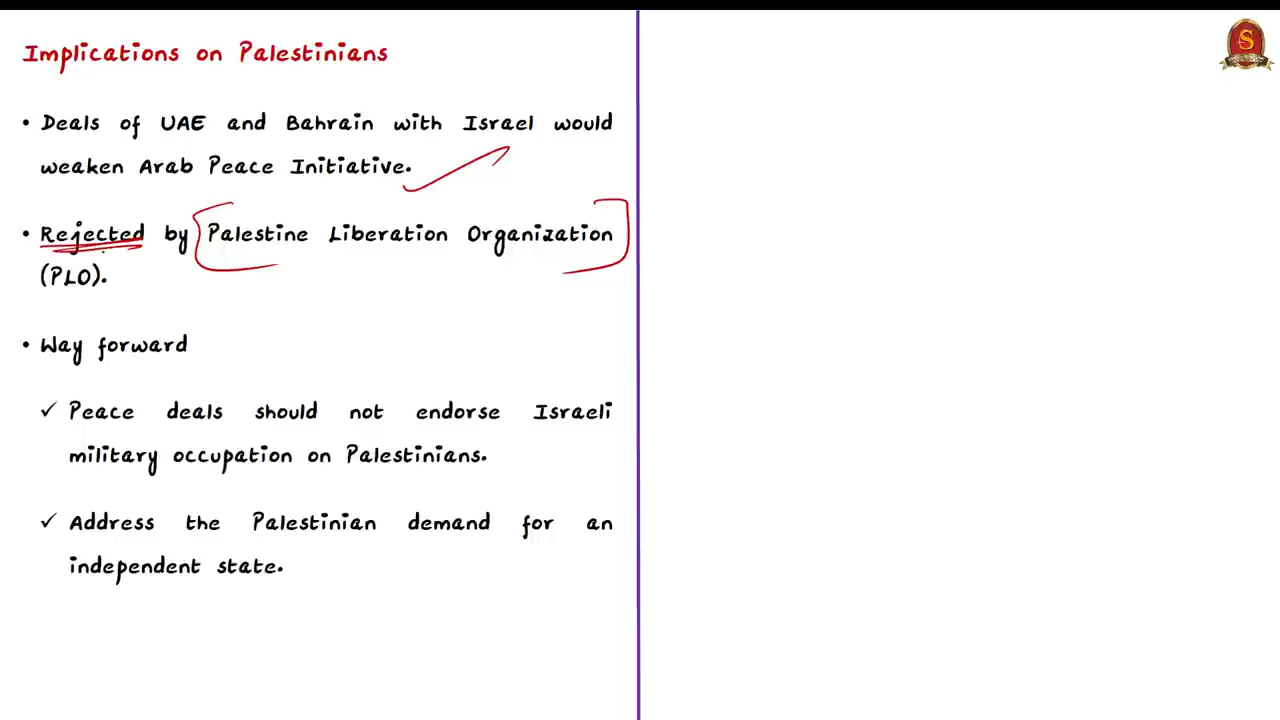 Implications on Palestinians
• Deals of UAE and Bahrain with Israel would
weaken Arab Peace Initiative.
• Rejected by Palestine Liberation Organization
(PLO).
• Way forward
✓ Peace deals should not endorse Israeli
military occupation on Palestinians.
✓ Address the Palestinian demand for an
independent state.
S